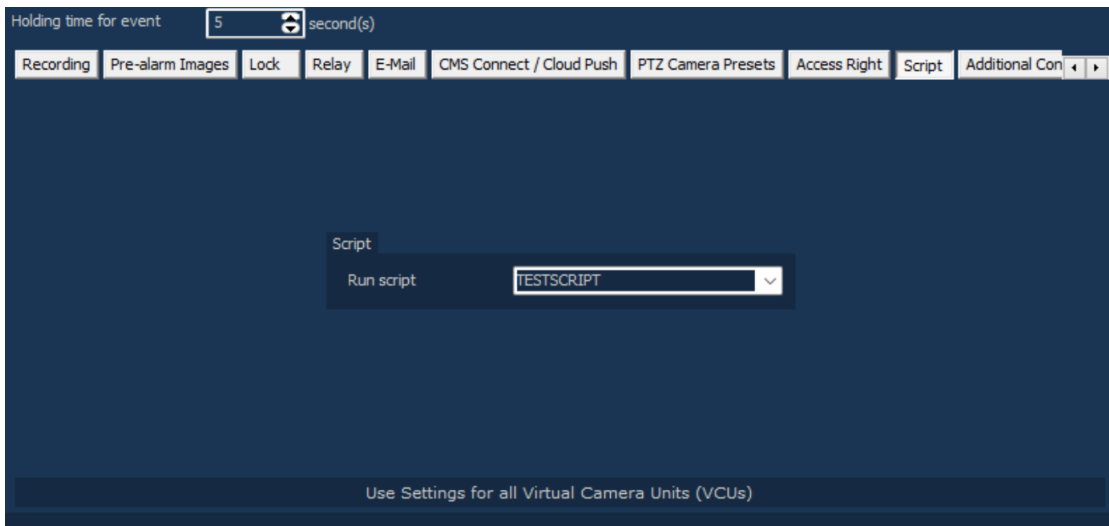 Holding time for event 5 second(s)
Recording Pre-alarm Images Lock Relay E-Mail CMS Connect / Cloud Push PTZ Camera Presets Access Right Script Additional Con
Script
Run script TESTSCRIPT
Use Settings for all Virtual Camera Units (VCUs)